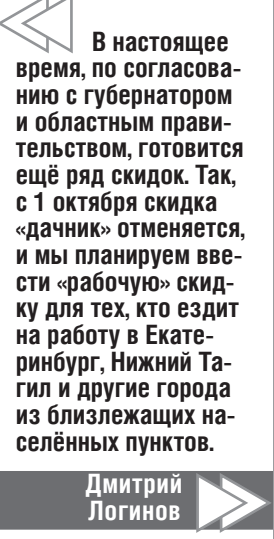 В настоящее
время, по согласова-
нию с губернатором
и областным прави-
тельством, готовится
ещё ряд скидок. Так,
с 1 октября скидка
«дачник» отменяется,
и мы планируем вве-
сти «рабочую» скид-
ку для тех, кто ездит
на работу в Екате-
ринбург, Нижний Та-
гил и другие города
из близлежащих на-
селённых пунктов.
Дмитрий
Логинов